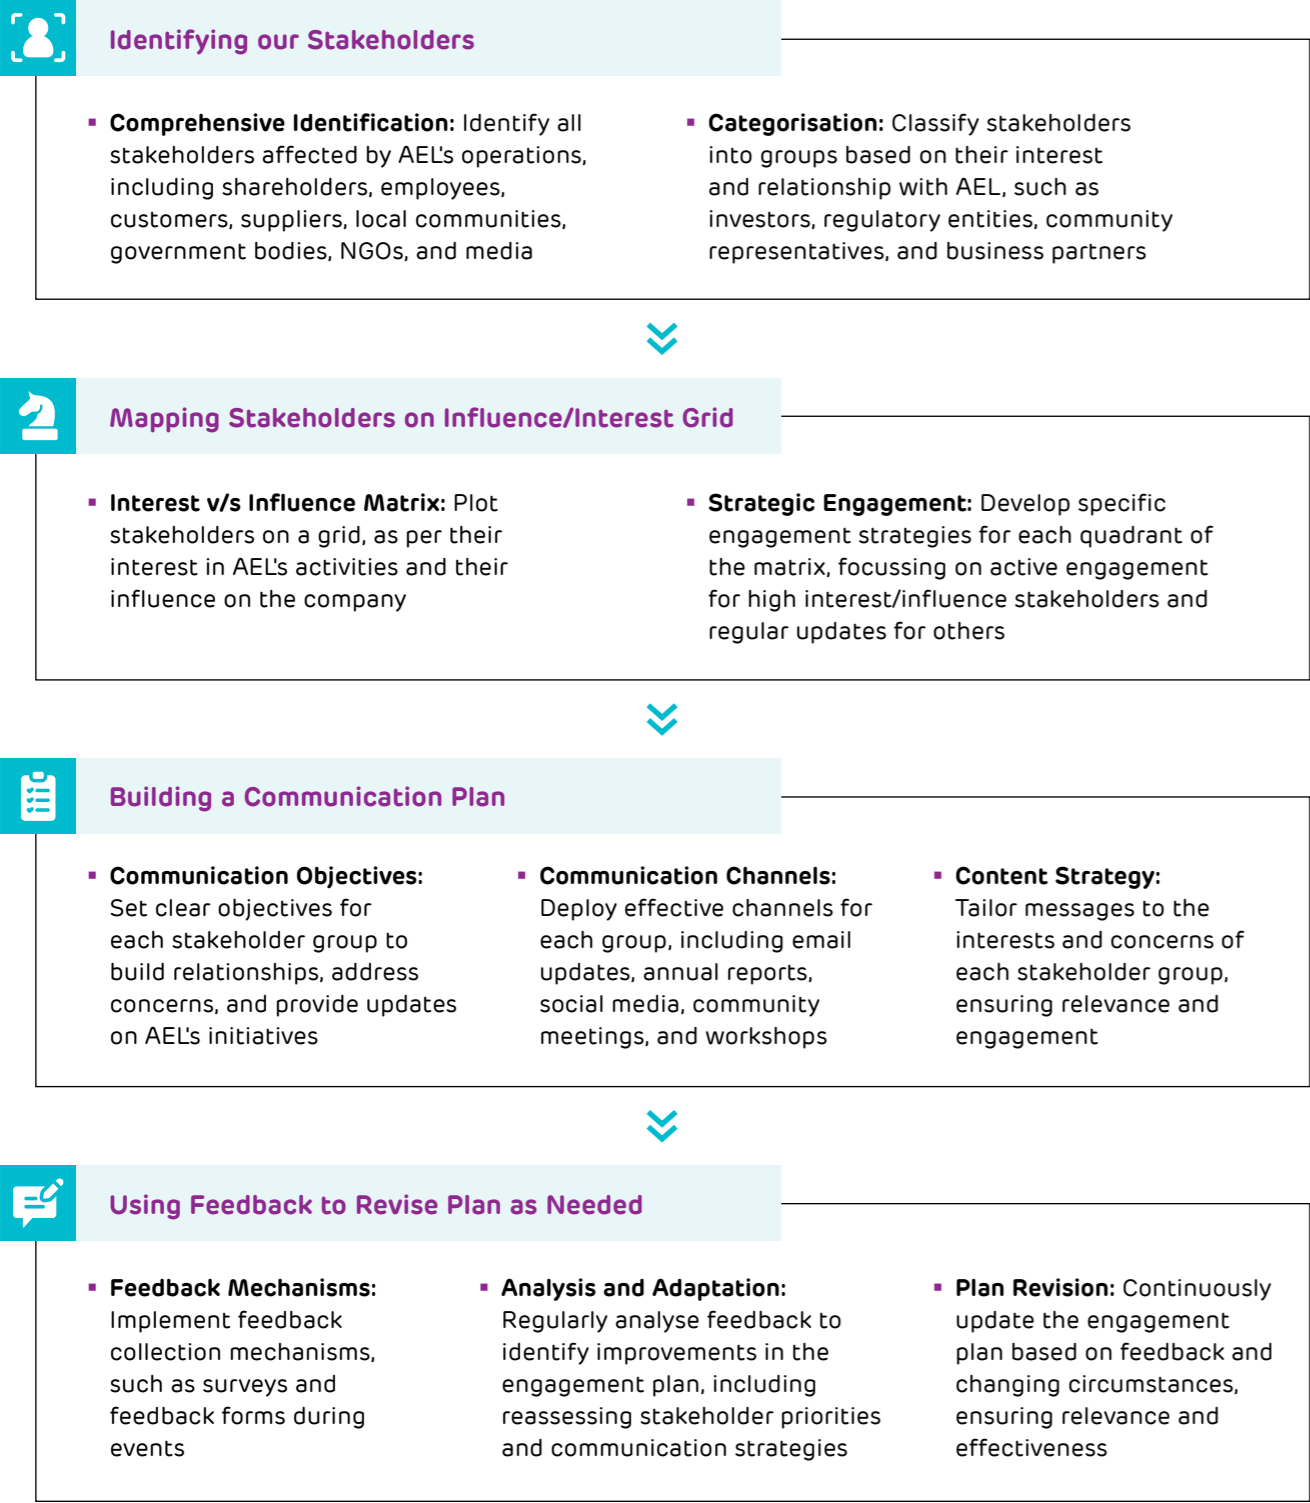 Identifying our Stakeholders
▪ Comprehensive Identification: Identify all
stakeholders affected by AEL's operations,
including shareholders, employees,
customers, suppliers, local communities,
government bodies, NGOs, and media
▪ Categorisation: Classify stakeholders
into groups based on their interest
and relationship with AEL, such as
investors, regulatory entities, community
representatives, and business partners
Mapping Stakeholders on Influence/Interest Grid
▪ Interest v/s Influence Matrix: Plot
stakeholders on a grid, as per their
interest in AEL's activities and their
influence on the company
▪ Strategic Engagement: Develop specific
engagement strategies for each quadrant of
the matrix, focussing on active engagement
for high interest/influence stakeholders and
regular updates for others
Building a Communication Plan
▪ Communication Objectives:
Set clear objectives for
each stakeholder group to
build relationships, address
concerns, and provide updates
on AEL's initiatives
▪ Communication Channels:
Deploy effective channels for
each group, including email
updates, annual reports,
social media, community
meetings, and workshops
▪ Content Strategy:
Tailor messages to the
interests and concerns of
each stakeholder group,
ensuring relevance and
engagement
Using Feedback to Revise Plan as Needed
▪ Feedback Mechanisms:
Implement feedback
collection mechanisms,
such as surveys and
feedback forms during
events
▪ Analysis and Adaptation:
Regularly analyse feedback to
identify improvements in the
engagement plan, including
reassessing stakeholder priorities
and communication strategies
▪ Plan Revision: Continuously
update the engagement
plan based on feedback and
changing circumstances,
ensuring relevance and
effectiveness